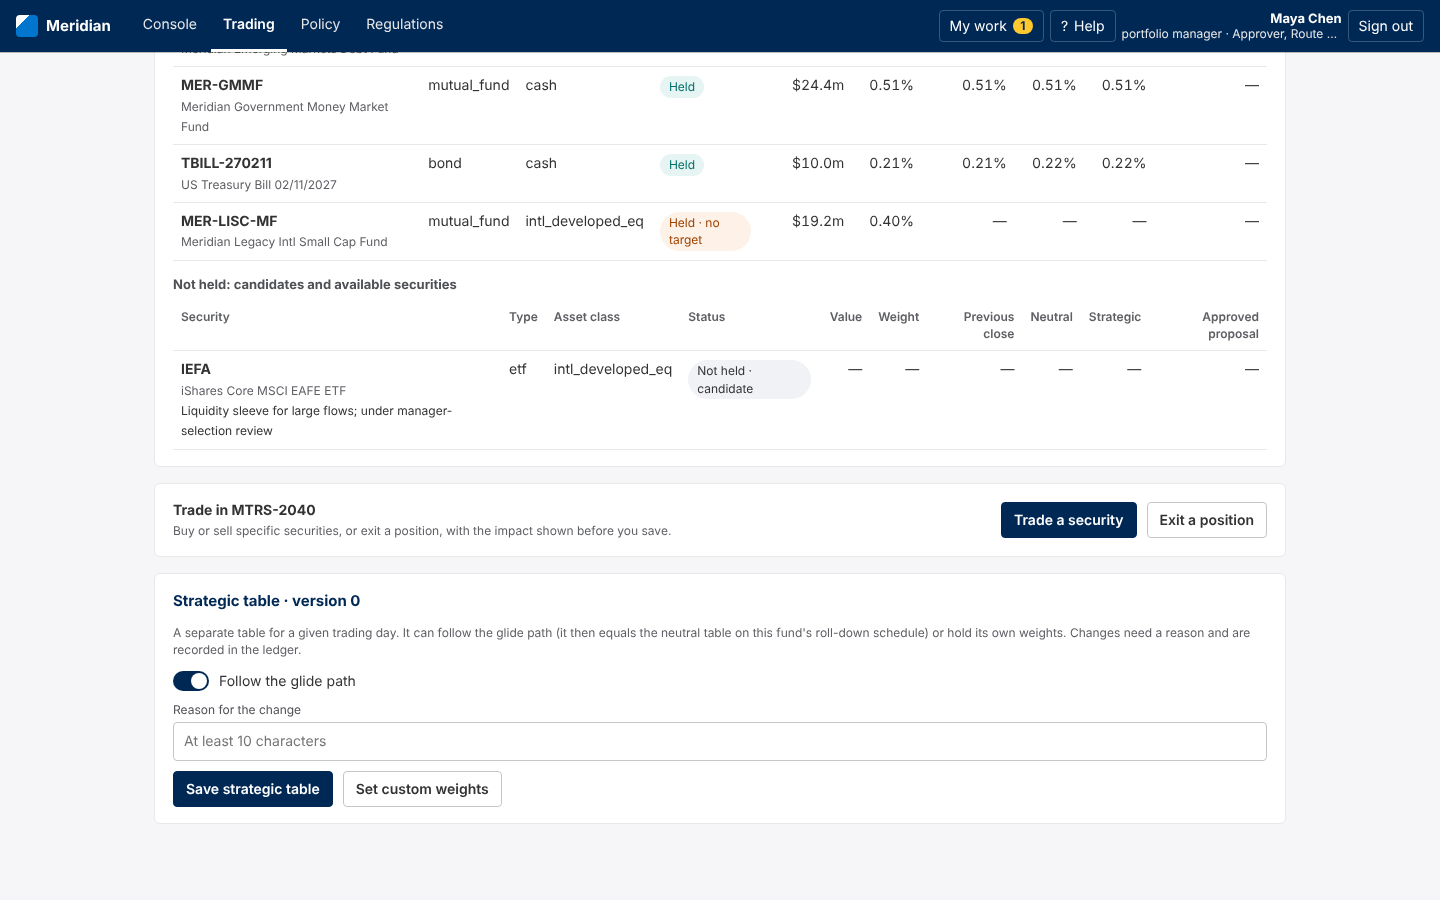 Meridian Console Trading Policy Regulations My work 1 ? Help Maya Chen Sign out
portfolio manager · Approver, Route ...
MER-GMMF mutual_fund cash Held $24.4m 0.51% 0.51% 0.51% 0.51% —
Meridian Government Money Market
Fund
TBILL-270211 bond cash Held $10.0m 0.21% 0.21% 0.22% 0.22% —
US Treasury Bill 02/11/2027
MER-LISC-MF mutual_fund intl_developed_eq Held · no target $19.2m 0.40% — — — —
Meridian Legacy Intl Small Cap Fund
Not held: candidates and available securities
Security Type Asset class Status Value Weight Previous close Neutral Strategic Approved proposal
IEFA etf intl_developed_eq Not held · candidate — — — — — —
iShares Core MSCI EAFE ETF
Liquidity sleeve for large flows; under manager-
selection review
Trade in MTRS-2040
Buy or sell specific securities, or exit a position, with the impact shown before you save.
Trade a security Exit a position
Strategic table · version 0
A separate table for a given trading day. It can follow the glide path (it then equals the neutral table on this fund's roll-down schedule) or hold its own weights. Changes need a reason and are
recorded in the ledger.
Follow the glide path
Reason for the change
At least 10 characters
Save strategic table Set custom weights